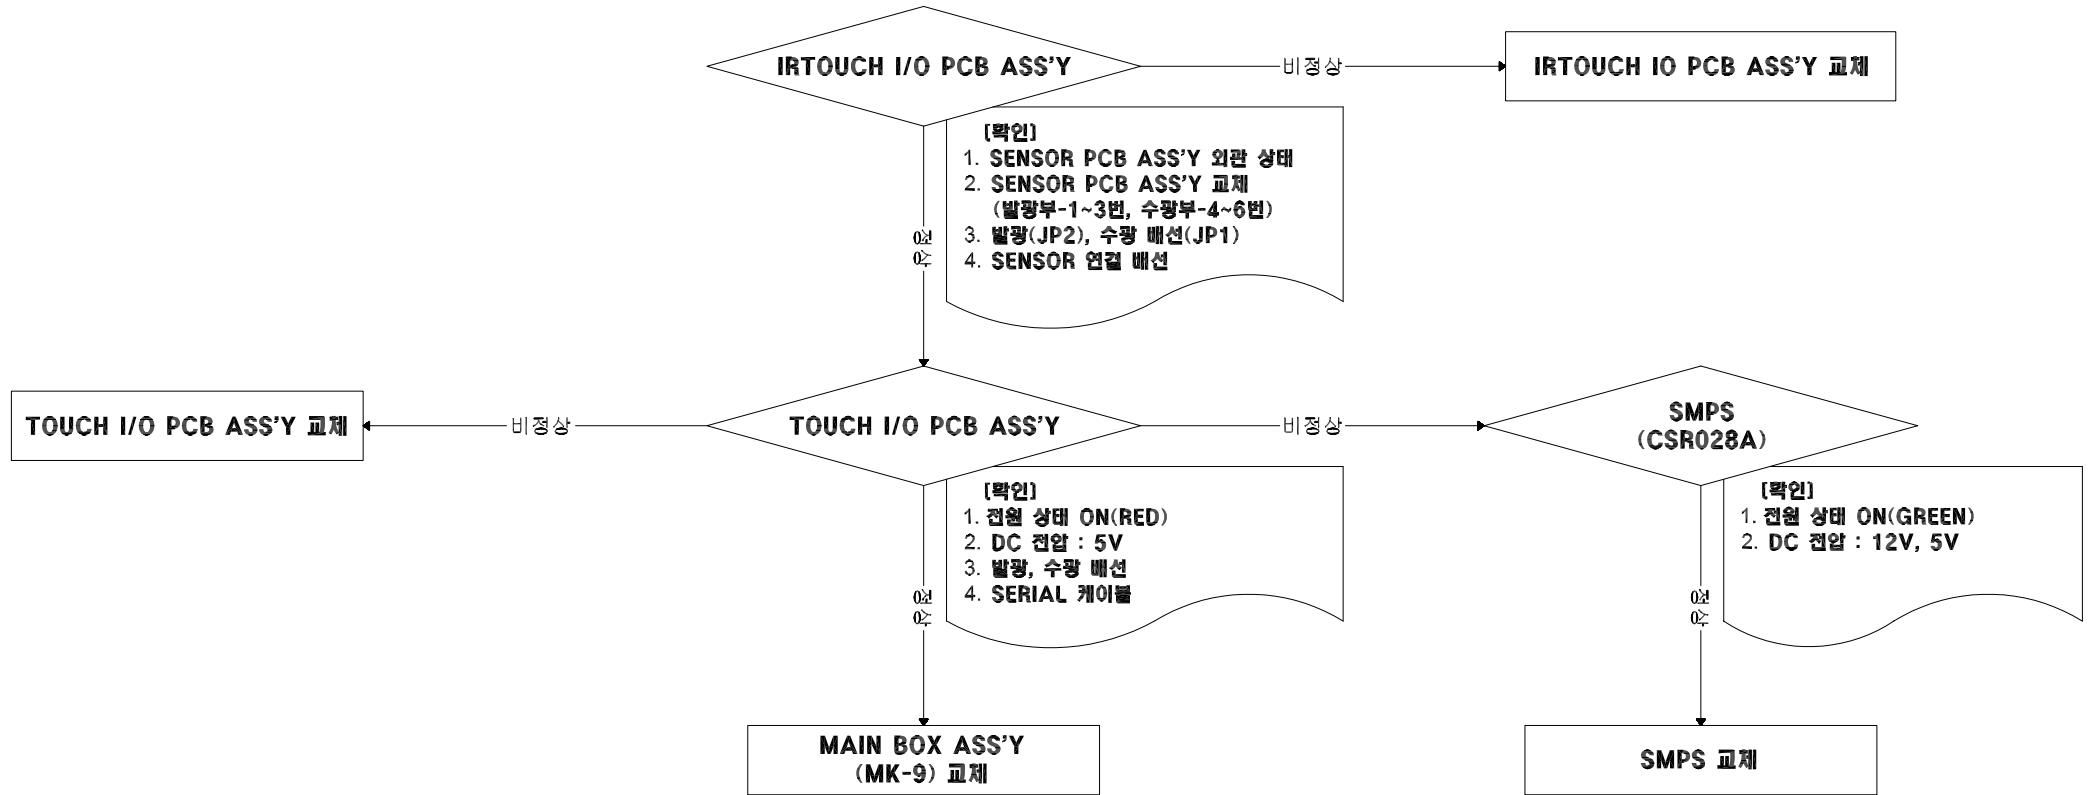 IRTOUCH I/O PCB ASS'Y
비정상
IRTOUCH IO PCB ASS'Y 교체
[확인]
1. SENSOR PCB ASS'Y 외관 상태
2. SENSOR PCB ASS'Y 교체
(발광부-1~3번, 수광부-4~6번)
3. 발광(JP2), 수광 배선(JP1)
4. SENSOR 연결 배선
정상
TOUCH I/O PCB ASS'Y 교체
비정상
TOUCH I/O PCB ASS'Y
비정상
SMPS
(CSR028A)
[확인]
1. 전원 상태 ON(RED)
2. DC 전압 : 5V
3. 발광, 수광 배선
4. SERIAL 케이블
정상
[확인]
1. 전원 상태 ON(GREEN)
2. DC 전압 : 12V, 5V
정상
MAIN BOX ASS'Y
(MK-9) 교체
SMPS 교체